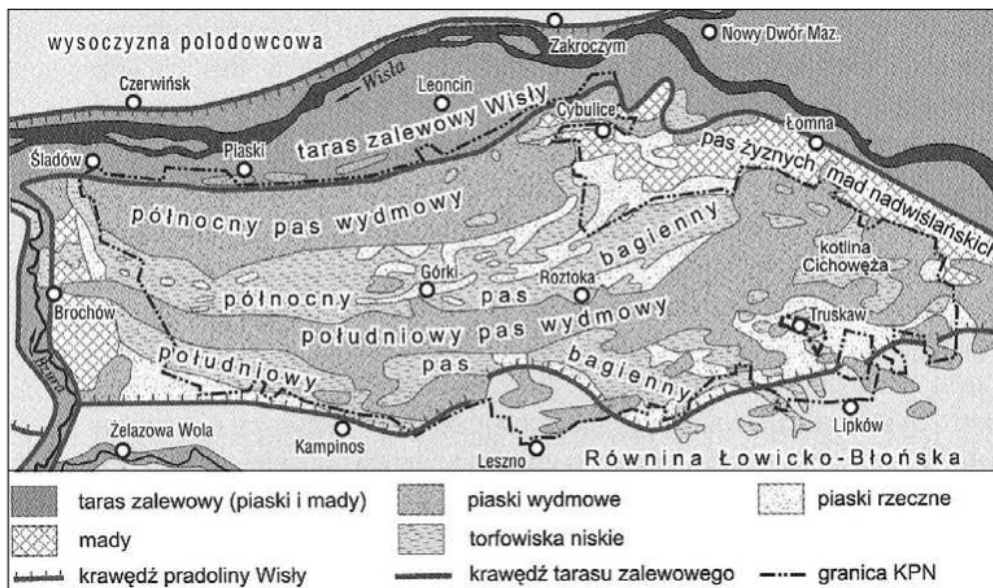 wysoczyzna polodowcowa
Zakroczym
Nowy Dwór Maz.
Czerwińsk
Wisła
Leoncin
Cybulice
Łomna
taras zalewowy Wisły
Śladów
Piaski
pas żyznych mad nadwiślańskich
północny pas wydmowy
kotlina
Cichowęża
Górki
Roztoka
północny pas bagienny
Truskaw
Brochów
południowy pas wydmowy
południowy pas bagienny
Bzura
Żelazowa Wola
Kampinos
Leszno
Lipków
Równina Łowicko-Błońska
taras zalewowy (piaski i mady)
piaski wydmowe
piaski rzeczne
mady
torfowiska niskie
krawędź pradoliny Wisły
krawędź tarasu zalewowego
granica KPN